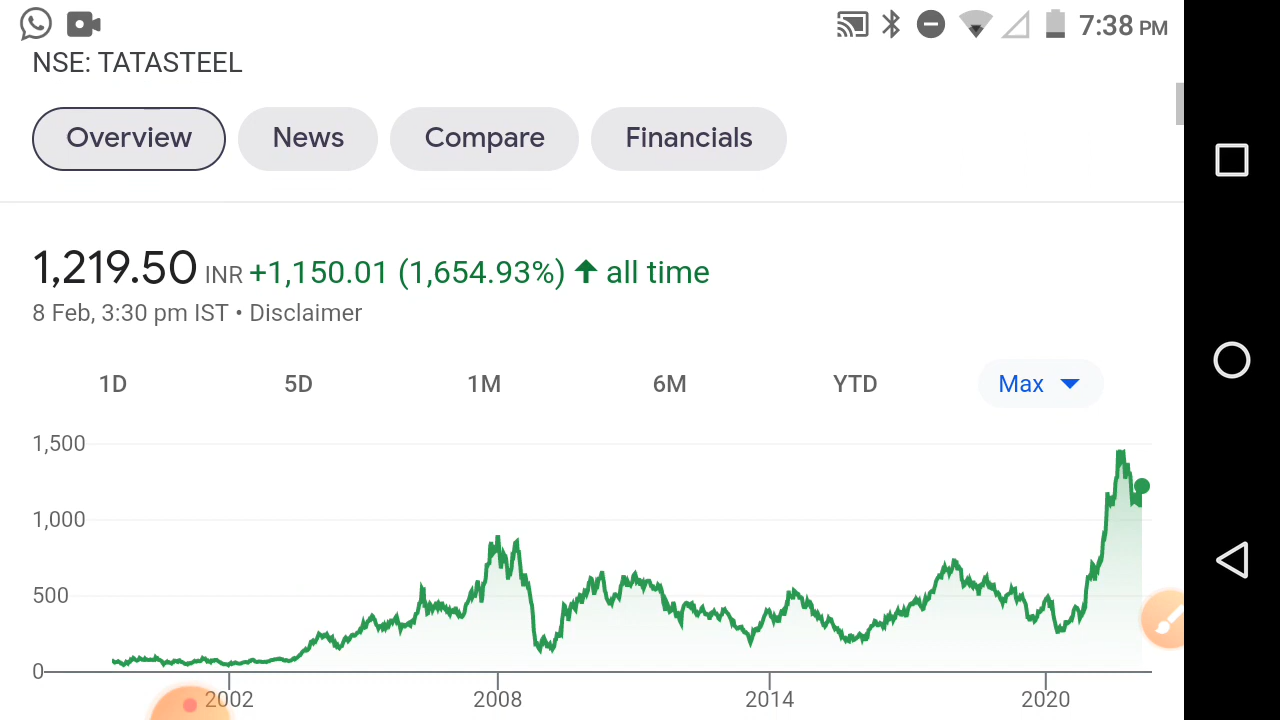 7:38 PM
NSE: TATASTEEL
Overview News Compare Financials
1,219.50 INR +1,150.01 (1,654.93%) ↑ all time
8 Feb, 3:30 pm IST • Disclaimer
1D 5D 1M 6M YTD Max
1,500
1,000
500
0
2002 2008 2014 2020